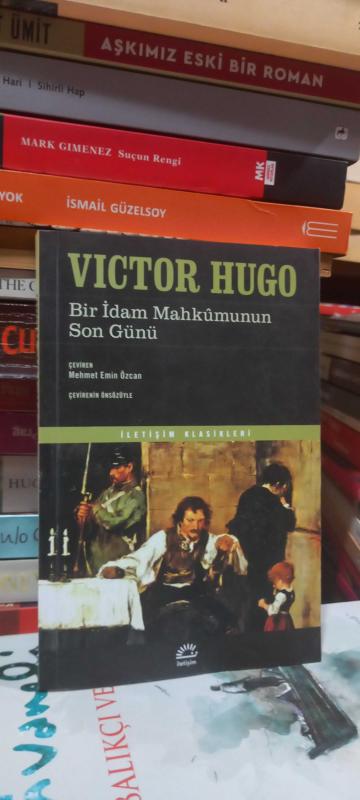 ÜMİT
AŞKIMIZ ESKİ BİR ROMAN
Hari | Sihirli Hap
MARK GIMENEZ Suçun Rengi
MK
YOK
İSMAİL GÜZELSOY
THE
VICTOR HUGO
Bir İdam Mahkûmunun
Son Günü
ÇEVİREN
Mehmet Emin Özcan
ÇEVİRENİN ÖNSÖZÜYLE
İLETİŞİM KLASİKLERİ
HUG
iletişim
BALIKÇI VE